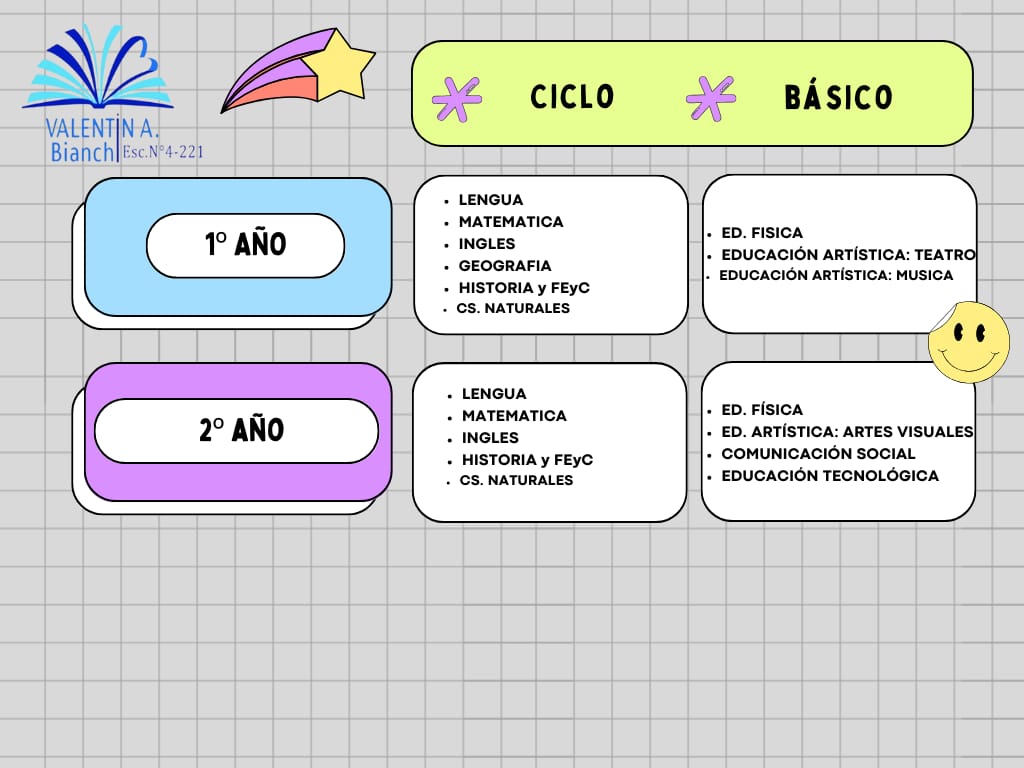 VALENTIN A.
Bianchi Esc.N°4-221
CICLO BÁSICO
1° AÑO
• LENGUA
• MATEMATICA
• INGLES
• GEOGRAFIA
• HISTORIA y FEyC
• CS. NATURALES
• ED. FISICA
• EDUCACIÓN ARTÍSTICA: TEATRO
• EDUCACIÓN ARTÍSTICA: MUSICA
2° AÑO
• LENGUA
• MATEMATICA
• INGLES
• HISTORIA y FEyC
• CS. NATURALES
• ED. FÍSICA
• ED. ARTÍSTICA: ARTES VISUALES
• COMUNICACIÓN SOCIAL
• EDUCACIÓN TECNOLÓGICA